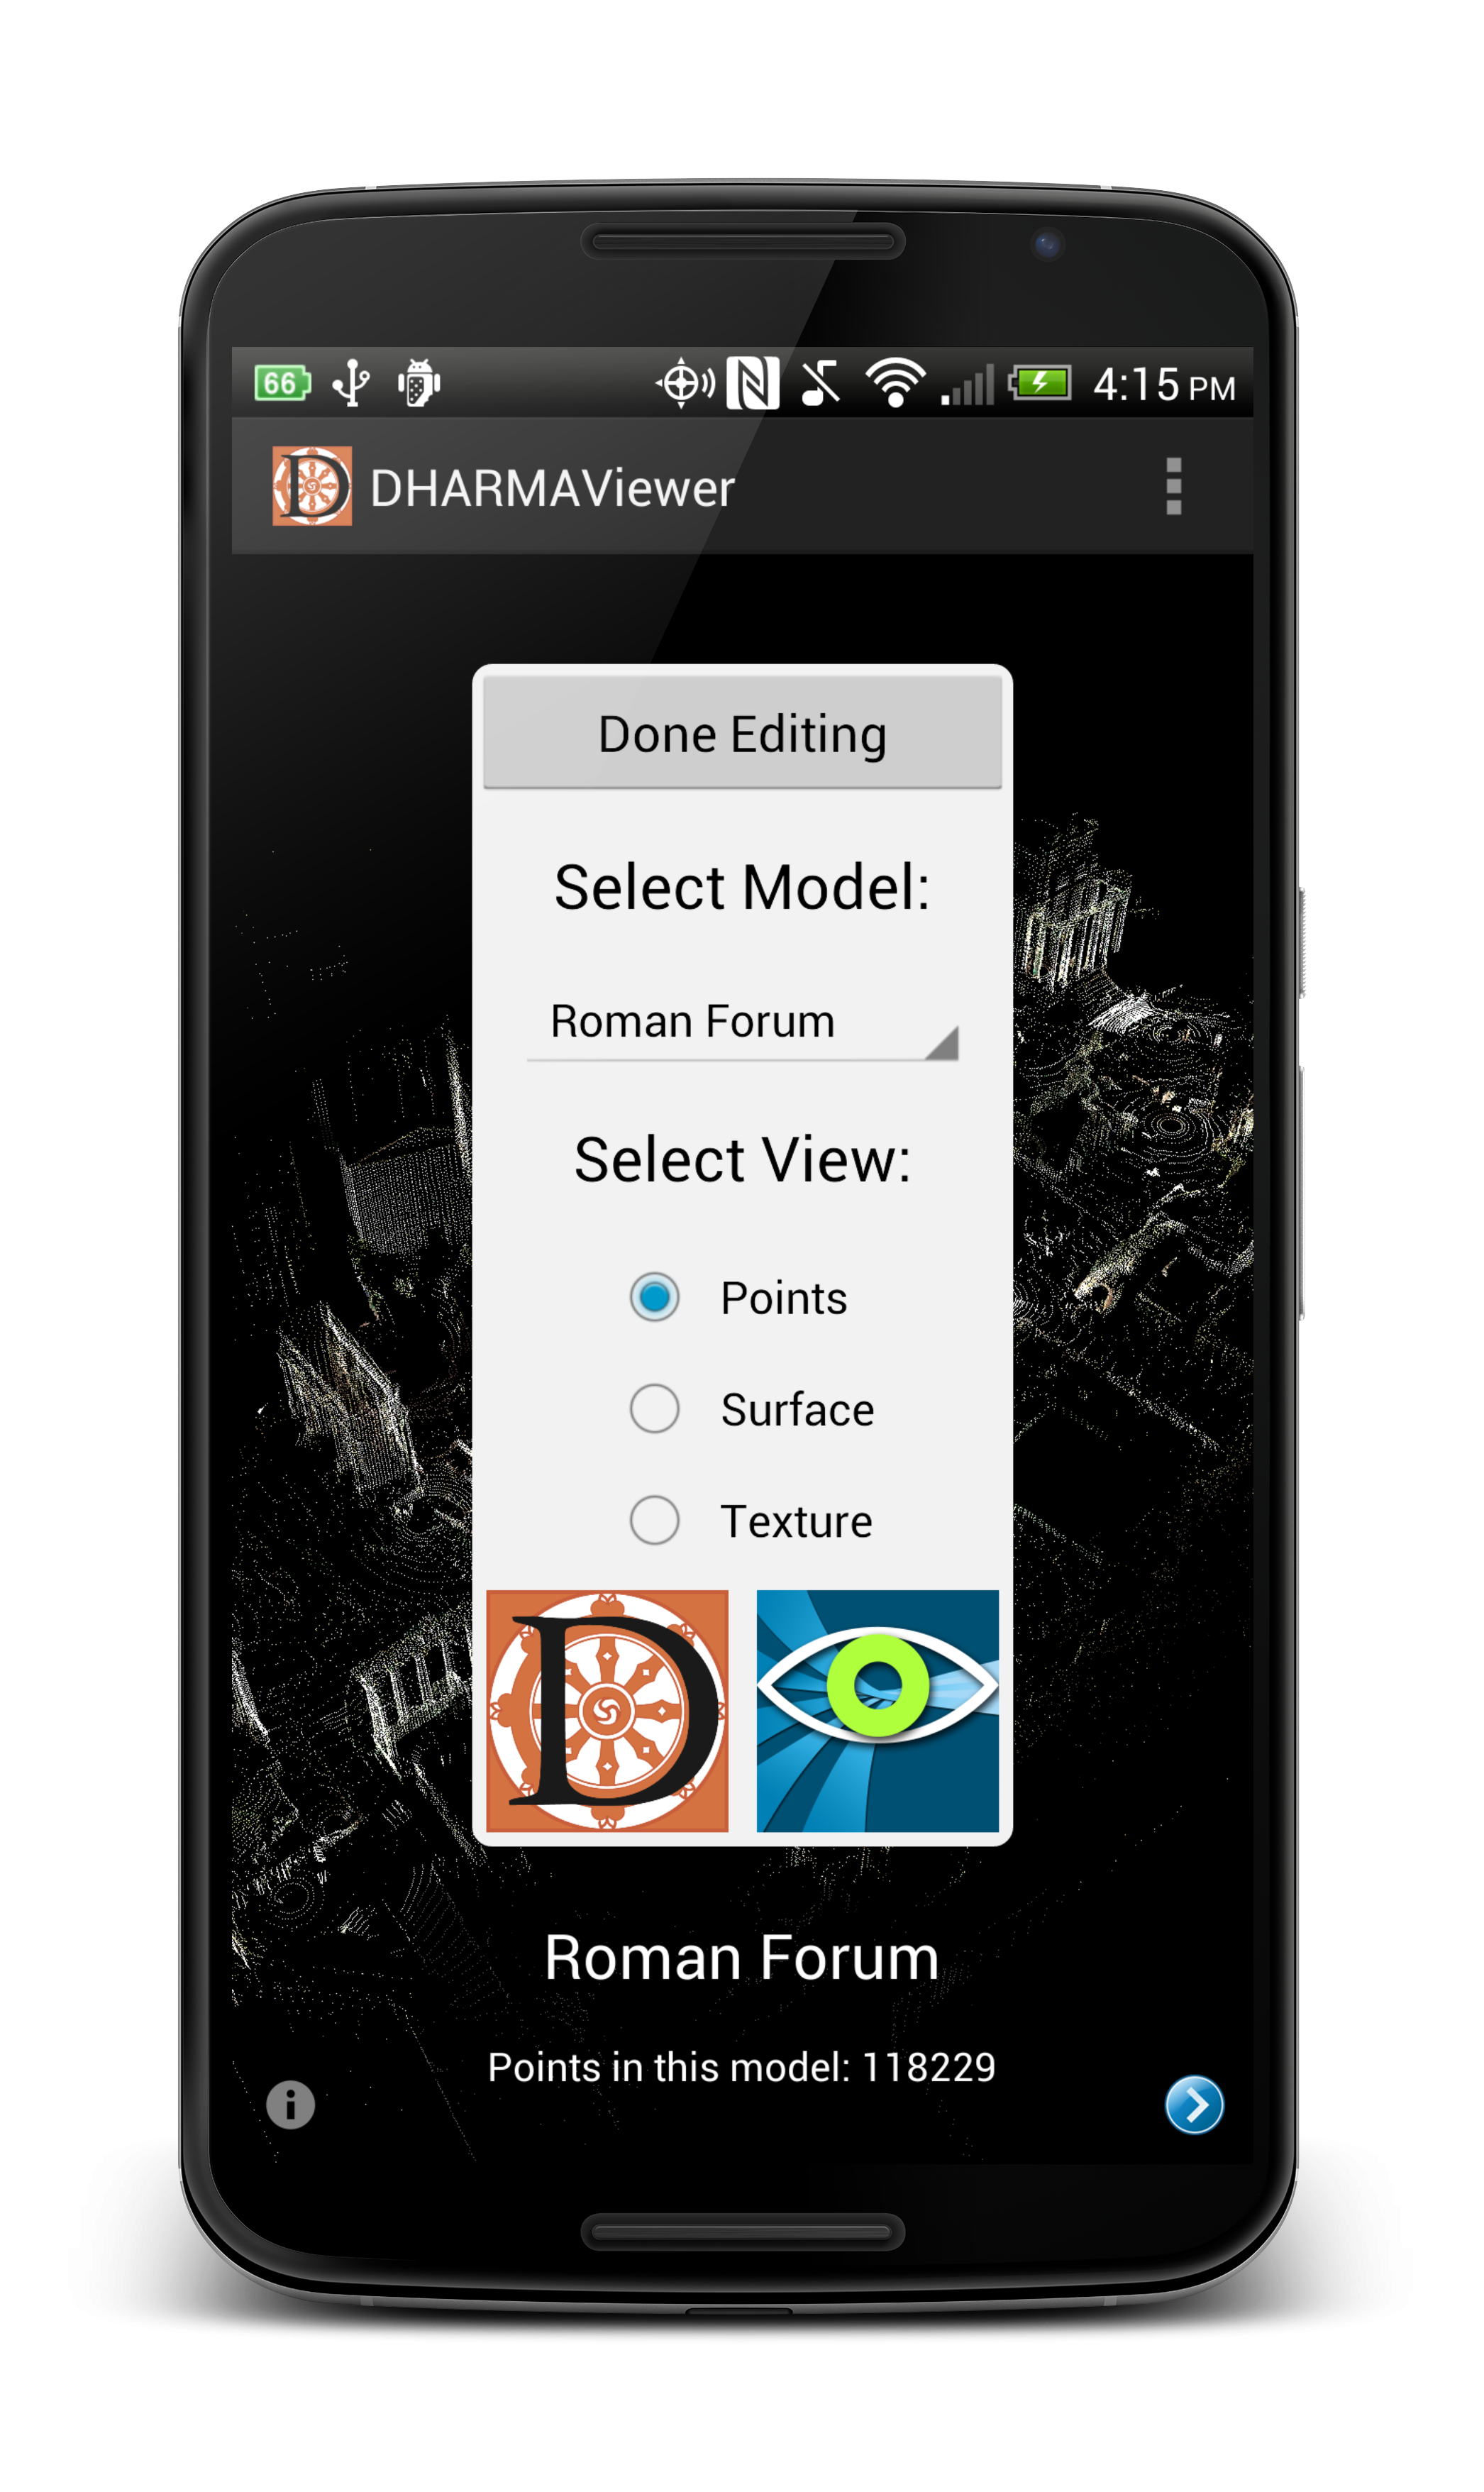 66 4:15 PM
D DHARMAViewer
Done Editing
Select Model:
Roman Forum
Select View:
Points
Surface
Texture
D
Roman Forum
Points in this model: 118229
i